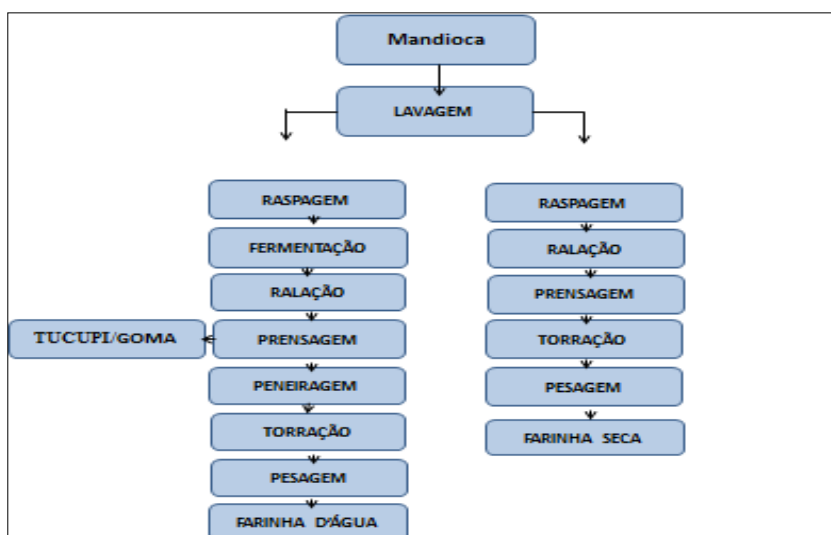 Mandioca
LAVAGEM
RASPAGEM
FERMENTAÇÃO
RALAÇÃO
TUCUPI/GOMA
PRENSAGEM
PENEIRAGEM
TORRAÇÃO
PESAGEM
FARINHA D'ÁGUA
RASPAGEM
RALAÇÃO
PRENSAGEM
TORRAÇÃO
PESAGEM
FARINHA SECA